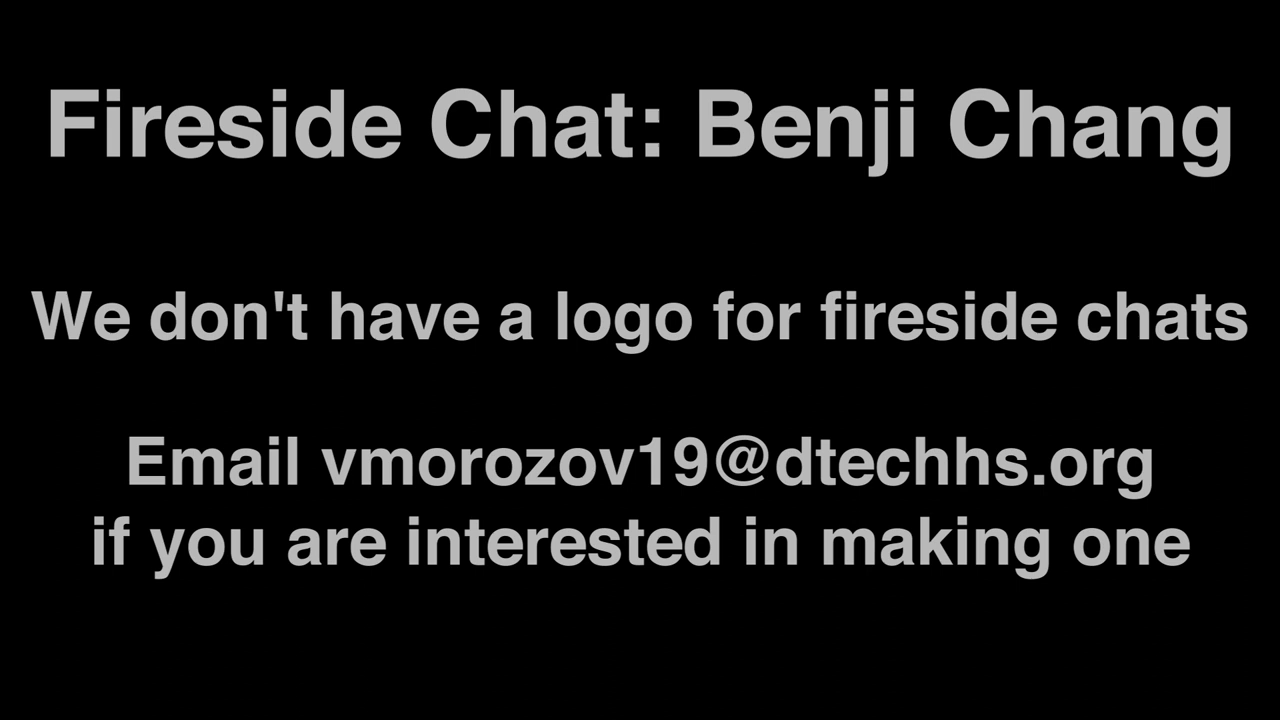 Fireside Chat: Benji Chang
We don't have a logo for fireside chats
Email vmorozov19@dtechhs.org
if you are interested in making one